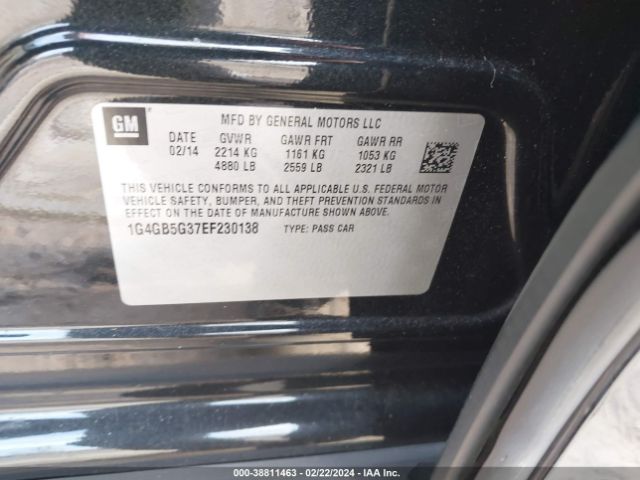 GM
MFD BY GENERAL MOTORS LLC
DATE GVWR GAWR FRT GAWR RR
02/14 2214 KG 1161 KG 1053 KG
4880 LB 2559 LB 2321 LB
THIS VEHICLE CONFORMS TO ALL APPLICABLE U.S. FEDERAL MOTOR
VEHICLE SAFETY, BUMPER, AND THEFT PREVENTION STANDARDS IN
EFFECT ON THE DATE OF MANUFACTURE SHOWN ABOVE.
1G4GB5G37EF230138 TYPE: PASS CAR
000-38811463 - 02/22/2024 - IAA Inc.